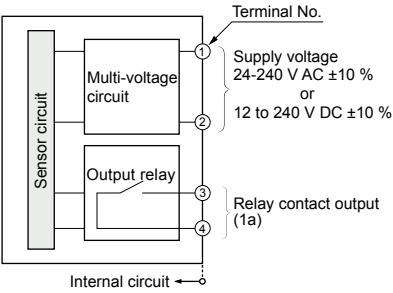 Terminal No.
Sensor circuit
Multi-voltage
circuit
1
2
Supply voltage
24-240 V AC ±10 %
or
12 to 240 V DC ±10 %
Output relay
3
4
Relay contact output
(1a)
Internal circuit